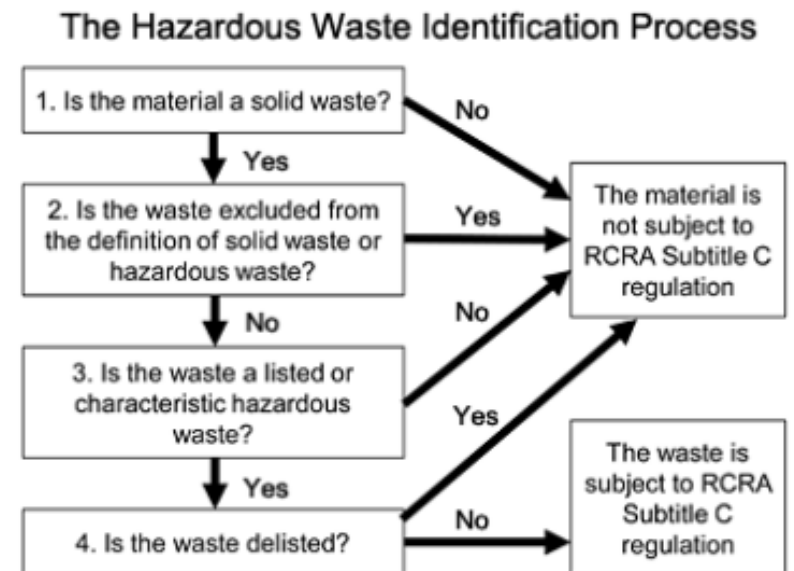 The Hazardous Waste Identification Process
1. Is the material a solid waste?
No
Yes
2. Is the waste excluded from
the definition of solid waste or
hazardous waste?
Yes
The material is
not subject to
RCRA Subtitle C
regulation
No
3. Is the waste a listed or
characteristic hazardous
waste?
No
Yes
4. Is the waste delisted?
Yes
No
The waste is
subject to RCRA
Subtitle C
regulation